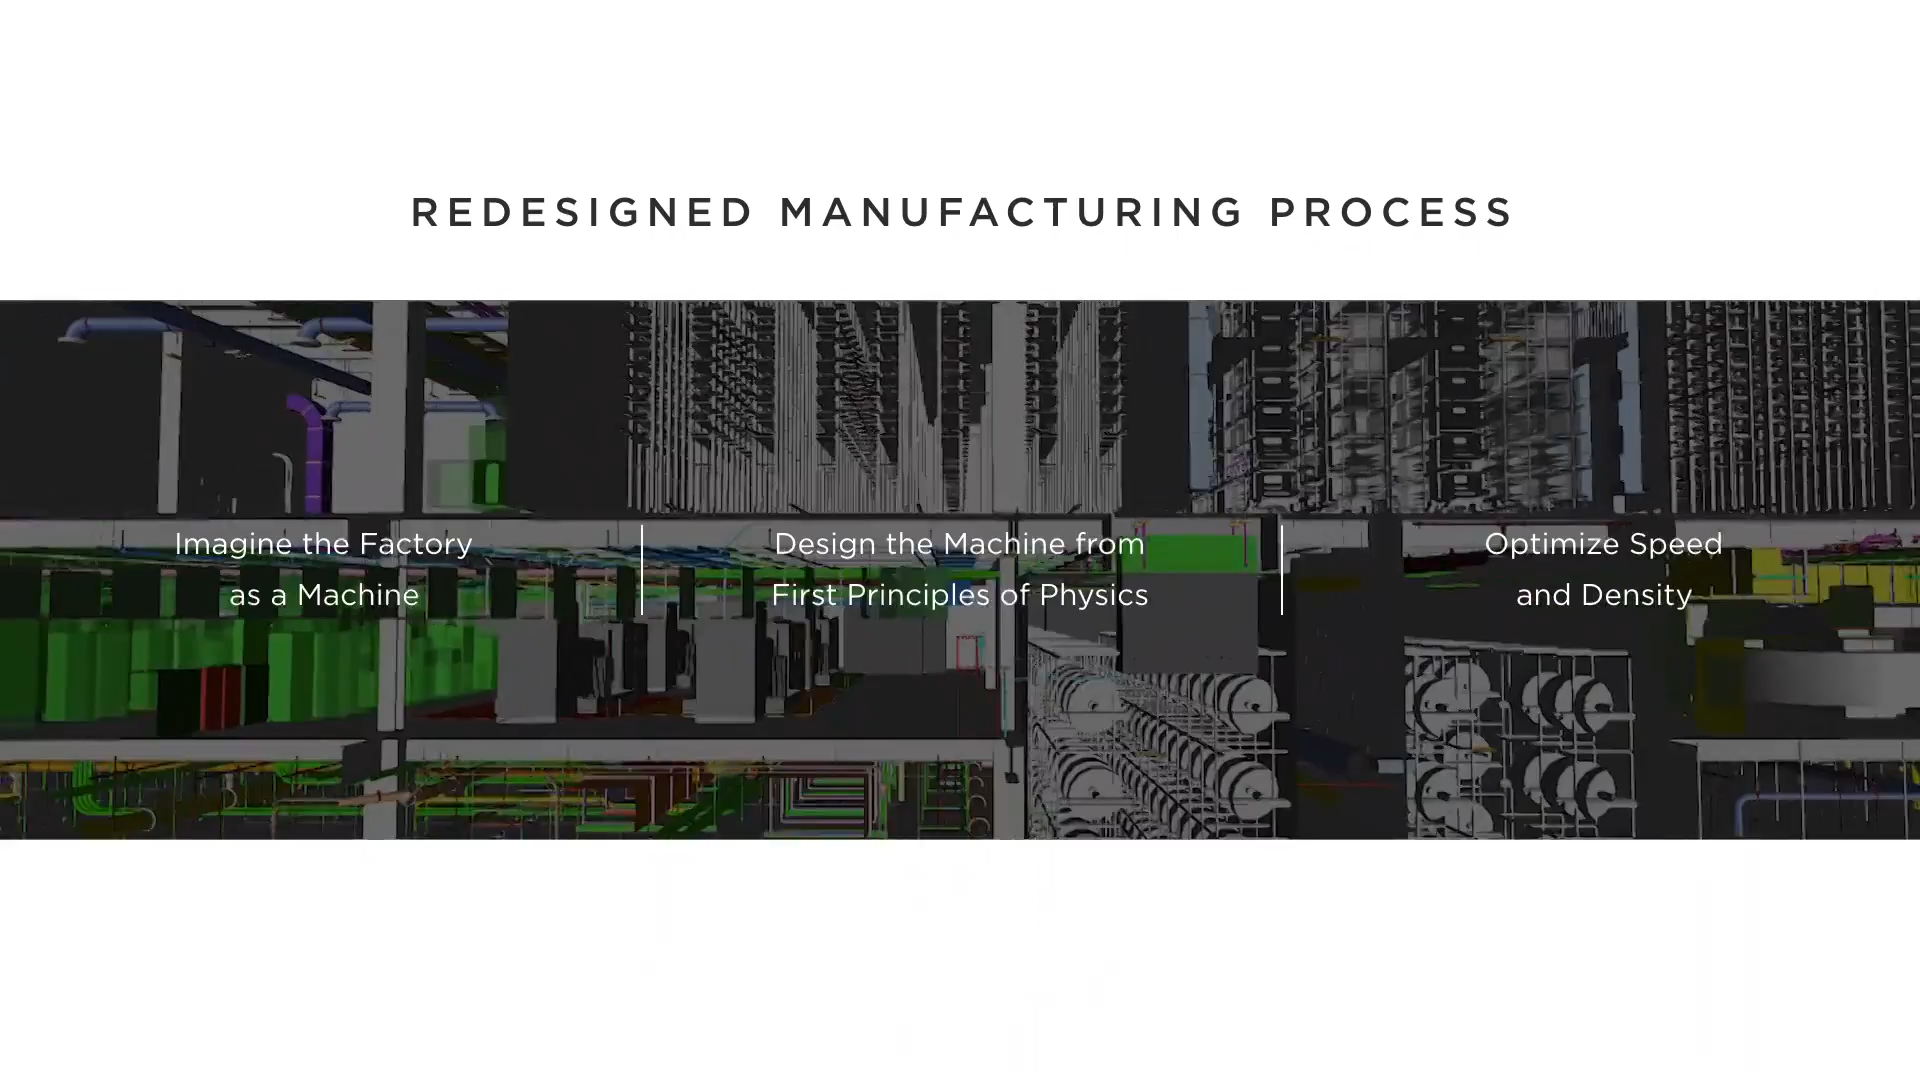 REDESIGNED MANUFACTURING PROCESS
Imagine the Factory
as a Machine
Design the Machine from
First Principles of Physics
Optimize Speed
and Density